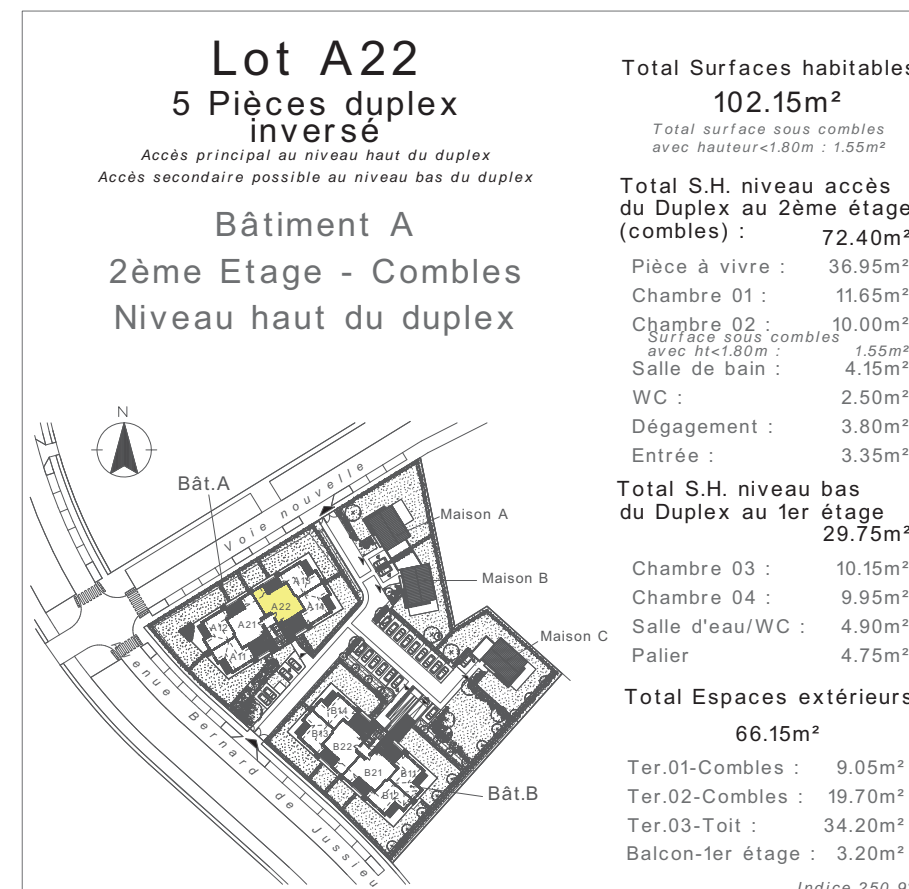 Lot A22
5 Pièces duplex
inversé
Accès principal au niveau haut du duplex
Accès secondaire possible au niveau bas du duplex
Bâtiment A
2ème Etage - Combles
Niveau haut du duplex
Total Surfaces habitables
102.15m²
Total surface sous combles
avec hauteur<1.80m : 1.55m²
Total S.H. niveau accès
du Duplex au 2ème étage
(combles) : 72.40m²
Pièce à vivre : 36.95m²
Chambre 01 : 11.65m²
Chambre 02 : 10.00m²
Surface sous combles
avec ht<1.80m : 1.55m²
Salle de bain : 4.15m²
WC : 2.50m²
Dégagement : 3.80m²
Entrée : 3.35m²
Total S.H. niveau bas
du Duplex au 1er étage
29.75m²
Chambre 03 : 10.15m²
Chambre 04 : 9.95m²
Salle d'eau/WC : 4.90m²
Palier 4.75m²
Total Espaces extérieurs
66.15m²
Ter.01-Combles : 9.05m²
Ter.02-Combles : 19.70m²
Ter.03-Toit : 34.20m²
Balcon-1er étage : 3.20m²
N
Bât.A
Voie nouvelle
Maison A
Maison B
Maison C
A13
A22
A14
A12
A21
A11
B14
B13
B22
B21
B11
B12
Bât.B
enue Bernard de Jussieu